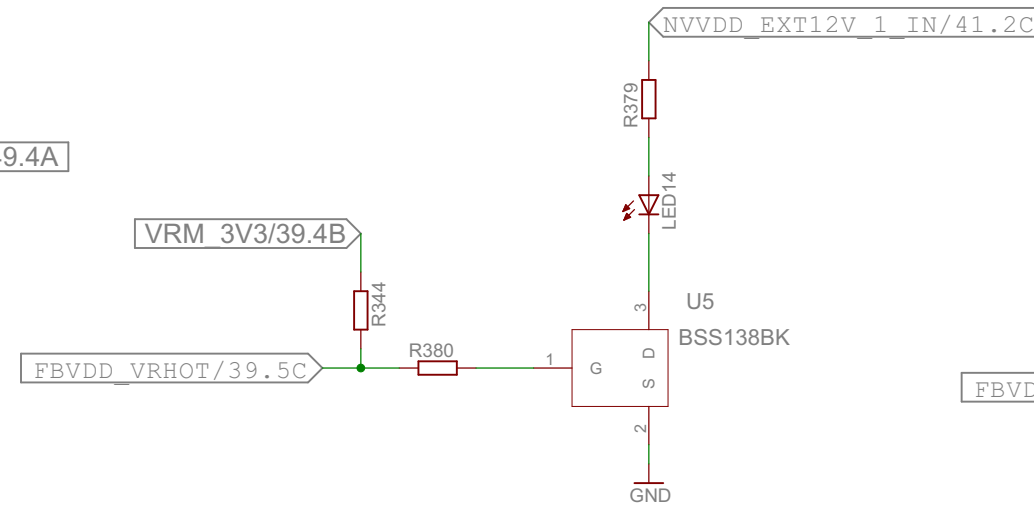 NVVDD_EXT12V_1_IN/41.2C
R379
9.4A
LED14
VRM_3V3/39.4B
R344
U5
BSS138BK
3
FBVDD_VRHOT/39.5C
R380
1
G
D
S
FBVD
2
GND